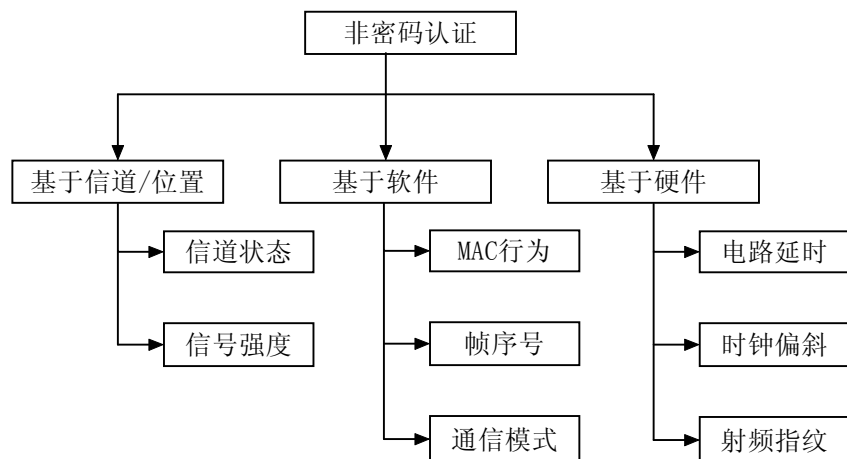 非密码认证
基于信道/位置
基于软件
基于硬件
信道状态
MAC行为
电路延时
信号强度
帧序号
时钟偏斜
通信模式
射频指纹